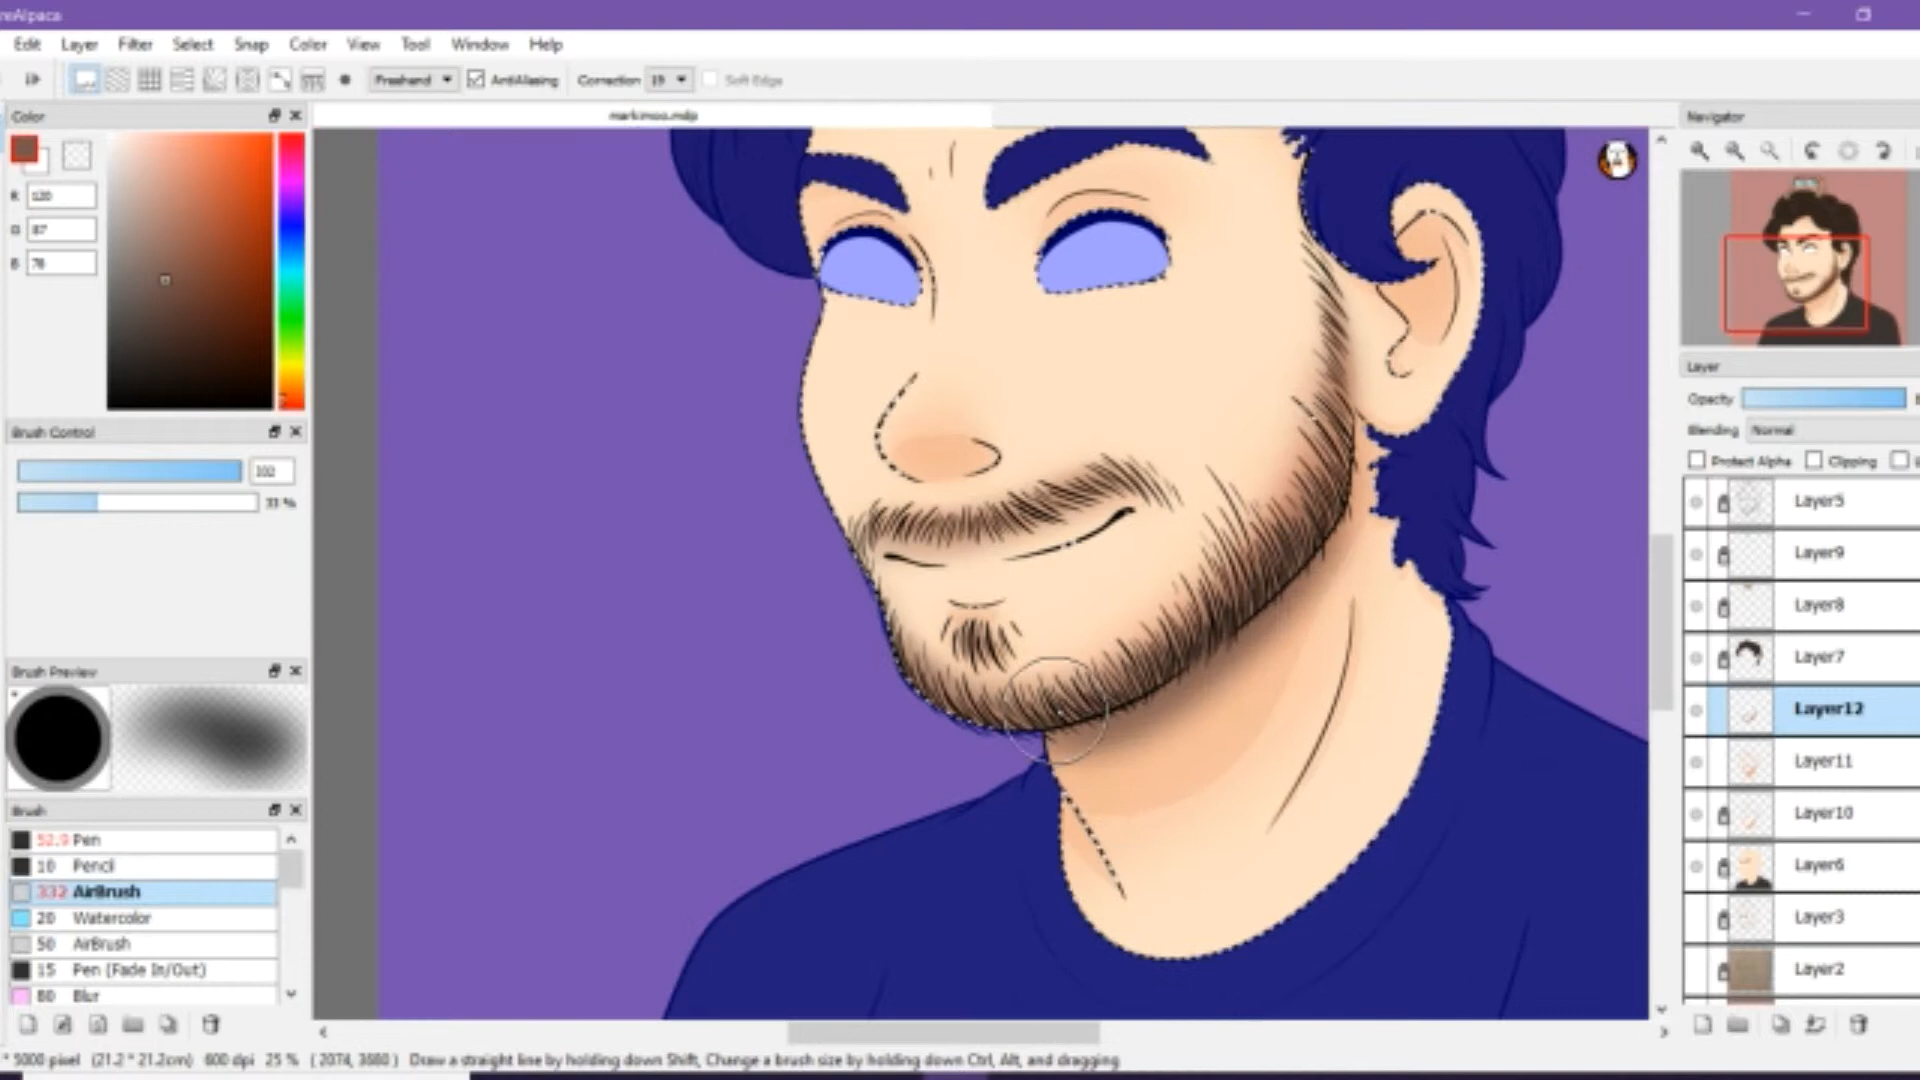 reAlpaca
Edit Layer Filter Select Snap Color View Tool Window Help
Freehand AntiAliasing Correction 19 Soft Edge
Color
markimoo.mdp
Navigator
R 120
G 87
B 78
Layer
Opacity
Blending Normal
Protect Alpha Clipping
Brush Control
332
33 %
Layer5
Layer9
Layer8
Layer7
Layer12
Layer11
Layer10
Layer6
Layer3
Layer2
Brush Preview
Brush
52.9 Pen
10 Pencil
332 AirBrush
20 Watercolor
50 AirBrush
15 Pen (Fade In/Out)
80 Blur
* 5000 pixel (21.2 * 21.2cm) 600 dpi 25 % ( 2074, 3680 ) Draw a straight line by holding down Shift, Change a brush size by holding down Ctrl, Alt, and dragging